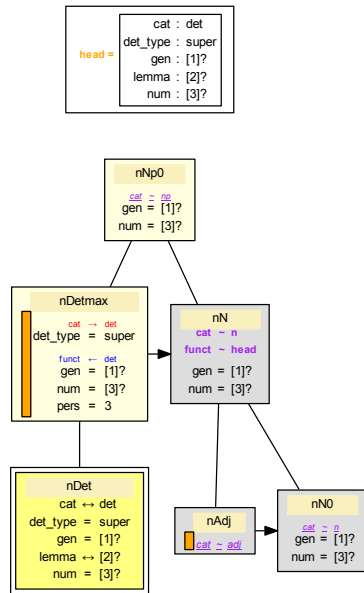 head =
cat : det
det_type : super
gen : [1]?
lemma : [2]?
num : [3]?
nNp0
cat ~ np
gen = [1]?
num = [3]?
nDetmax
cat → det
det_type = super
funct ← det
gen = [1]?
num = [3]?
pers = 3
nN
cat ~ n
funct ~ head
gen = [1]?
num = [3]?
nDet
cat ↔ det
det_type = super
gen = [1]?
lemma ↔ [2]?
num = [3]?
nAdj
cat ~ adj
nN0
cat ~ n
gen = [1]?
num = [3]?